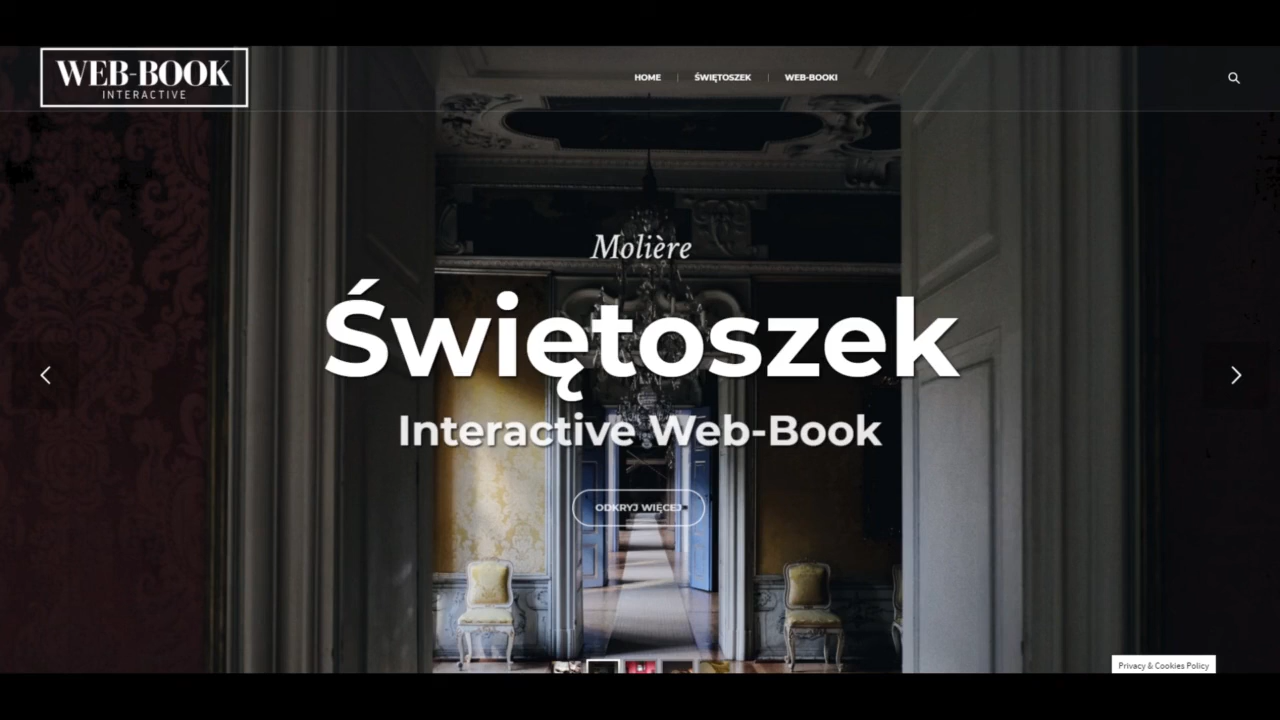 WEB-BOOK
INTERACTIVE
HOME
ŚWIĘTOSZEK
WEB-BOOKI
Molière
Świętoszek
Interactive Web-Book
ODKRYJ WIĘCEJ
Privacy & Cookies Policy